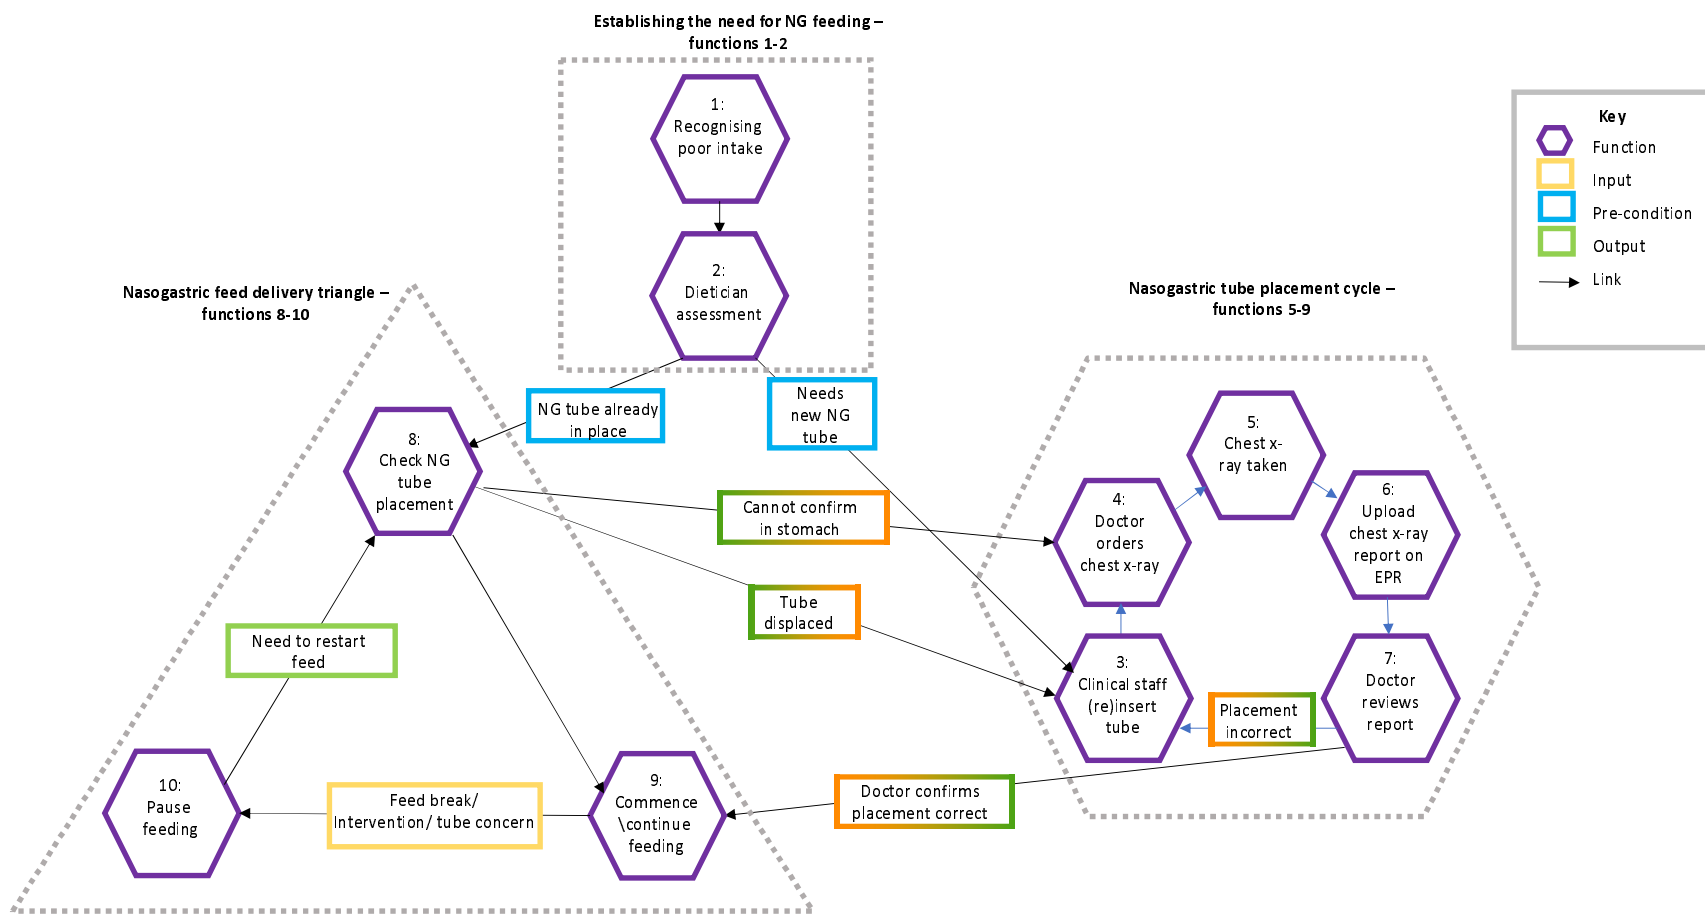 Establishing the need for NG feeding –
functions 1-2
1:
Recognising
poor intake
2:
Dietician
assessment
Key
Function
Input
Pre-condition
Output
Link
Nasogastric feed delivery triangle –
functions 8-10
Nasogastric tube placement cycle –
functions 5-9
NG tube already
in place
Needs
new NG
tube
8:
Check NG
tube
placement
Cannot confirm
in stomach
Tube
displaced
5:
Chest x-
ray taken
4:
Doctor
orders
chest x-ray
6:
Upload
chest x-ray
report on
EPR
3:
Clinical staff
(re)insert
tube
Placement
incorrect
7:
Doctor
reviews
report
Need to restart
feed
10:
Pause
feeding
Feed break/
Intervention/ tube concern
9:
Commence
\continue
feeding
Doctor confirms
placement correct